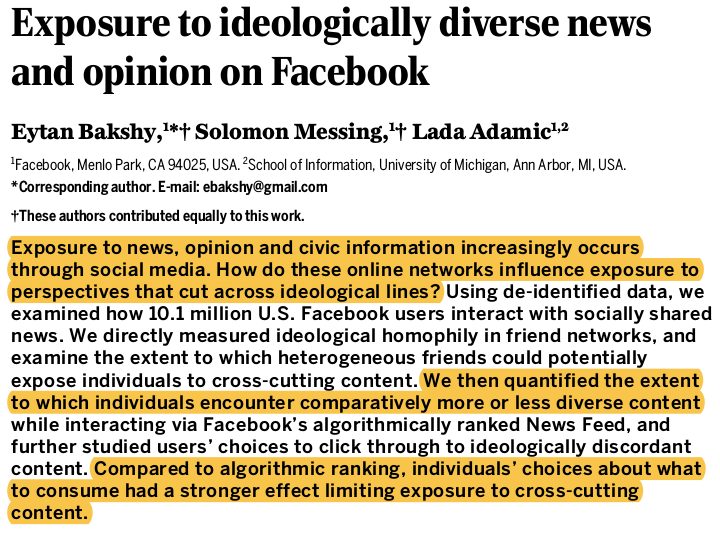 Exposure to ideologically diverse news
and opinion on Facebook
Eytan Bakshy,¹*† Solomon Messing,¹† Lada Adamic¹,²
¹Facebook, Menlo Park, CA 94025, USA. ²School of Information, University of Michigan, Ann Arbor, MI, USA.
*Corresponding author. E-mail: ebakshy@gmail.com
†These authors contributed equally to this work.
Exposure to news, opinion and civic information increasingly occurs
through social media. How do these online networks influence exposure to
perspectives that cut across ideological lines? Using de-identified data, we
examined how 10.1 million U.S. Facebook users interact with socially shared
news. We directly measured ideological homophily in friend networks, and
examine the extent to which heterogeneous friends could potentially
expose individuals to cross-cutting content. We then quantified the extent
to which individuals encounter comparatively more or less diverse content
while interacting via Facebook’s algorithmically ranked News Feed, and
further studied users’ choices to click through to ideologically discordant
content. Compared to algorithmic ranking, individuals’ choices about what
to consume had a stronger effect limiting exposure to cross-cutting
content.